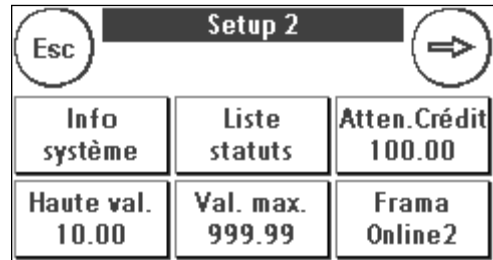 Esc
Setup 2
Info
système
Liste
statuts
Atten.Crédit
100.00
Haute val.
10.00
Val. max.
999.99
Frama
Online2